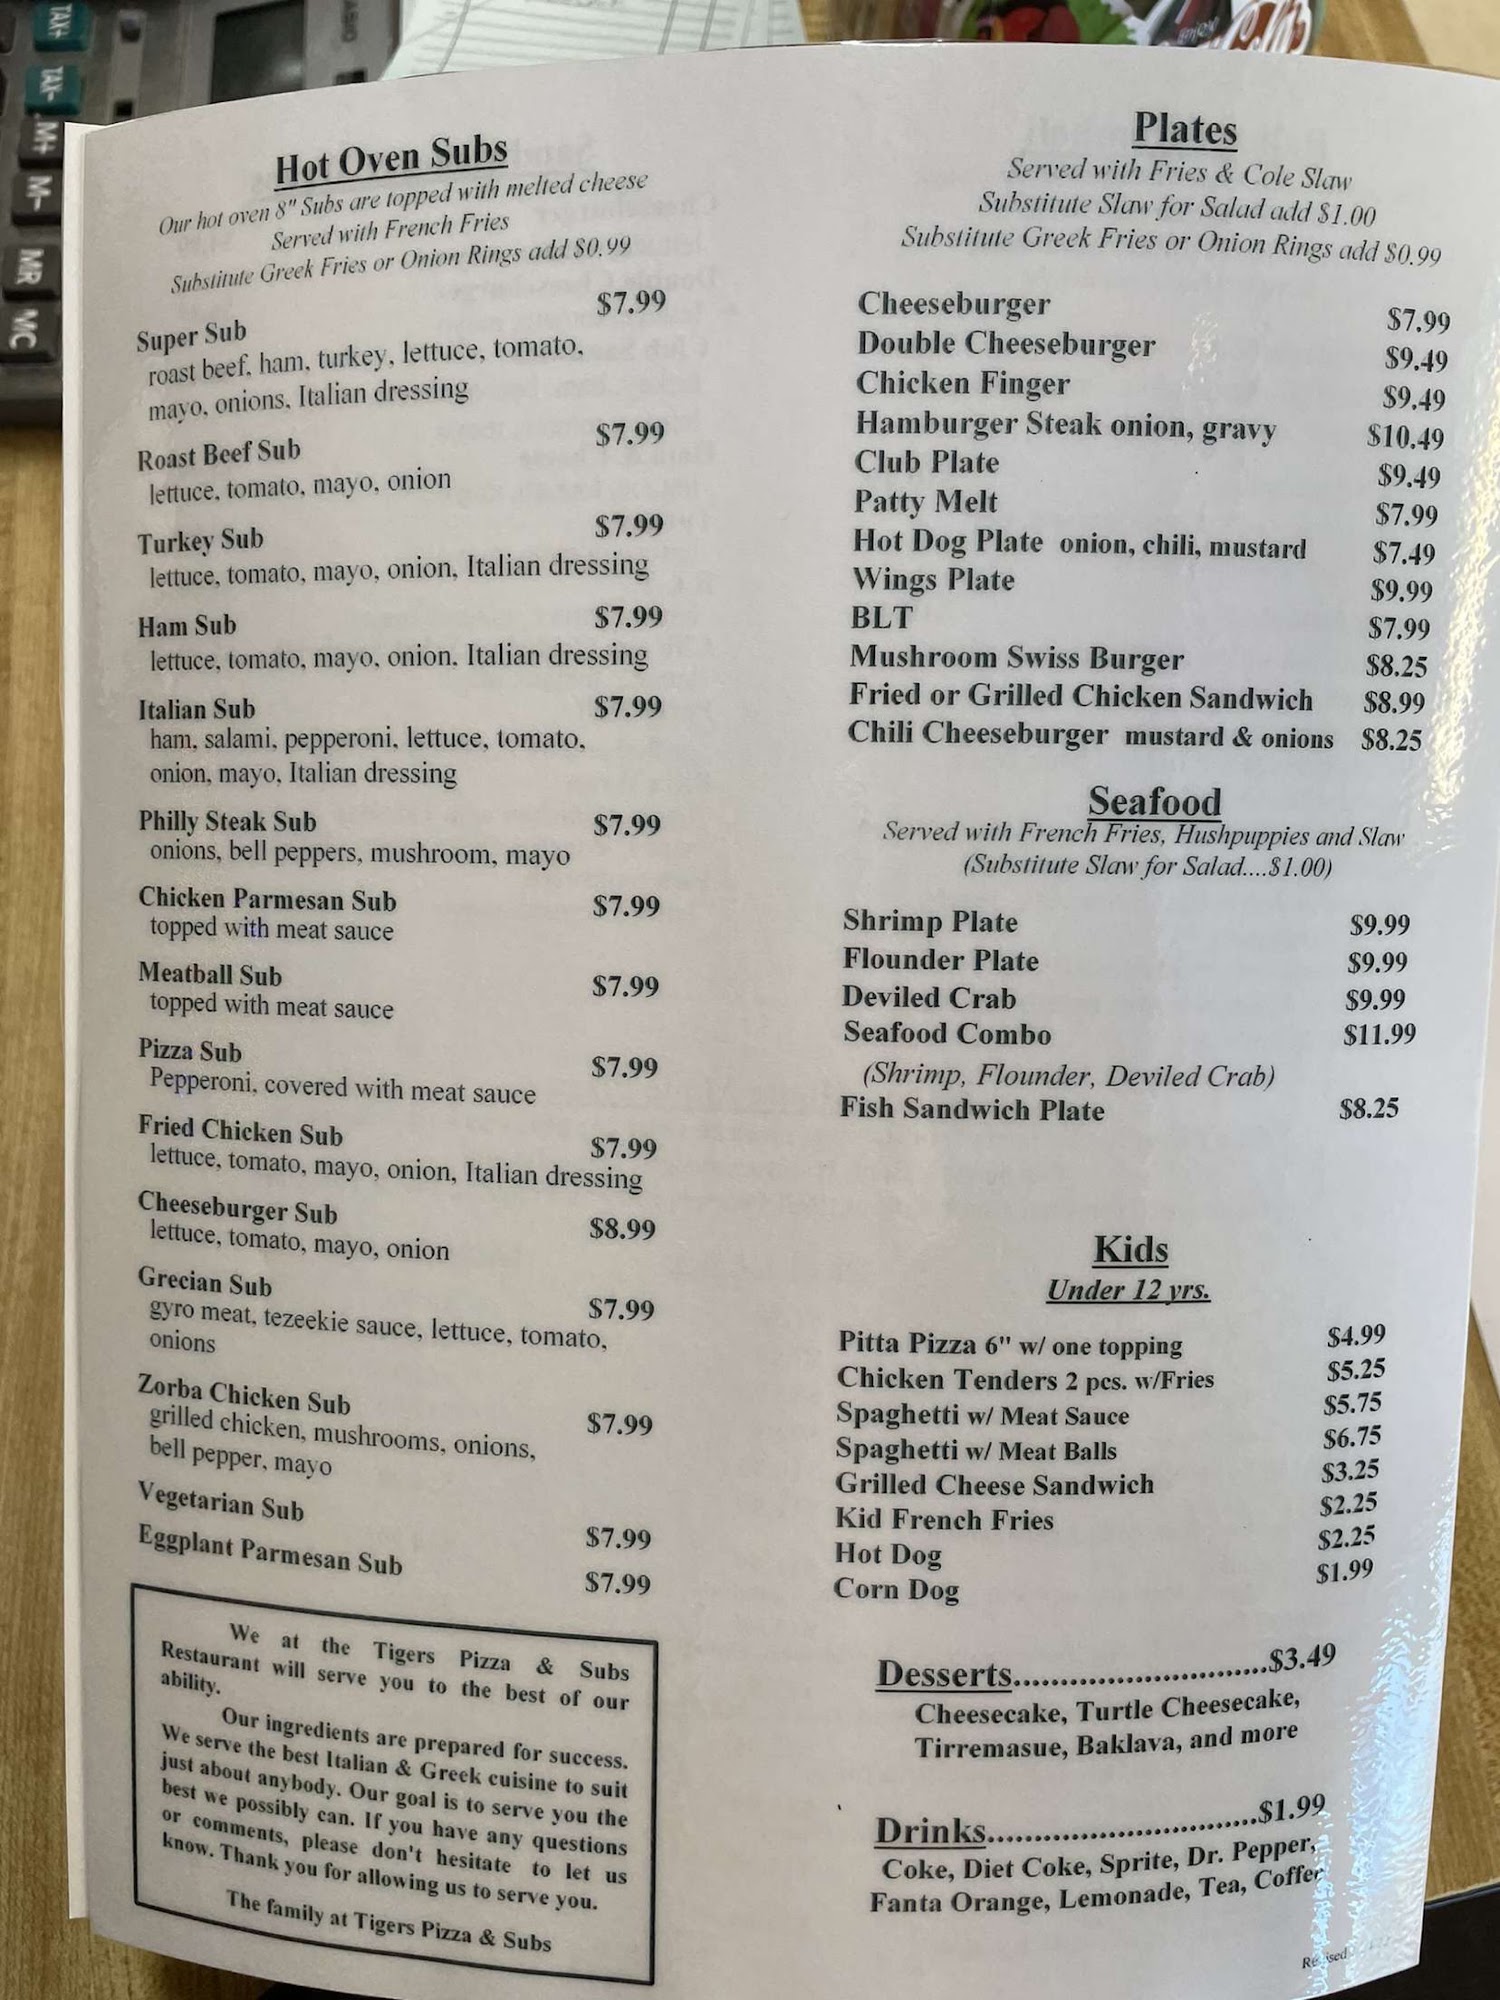 TAX+
TAX-
M+
M-
MR
MC
CASIO
Enjoy
Hot Oven Subs
Our hot oven 8" Subs are topped with melted cheese
Served with French Fries
Substitute Greek Fries or Onion Rings add $0.99
Super Sub $7.99
roast beef, ham, turkey, lettuce, tomato,
mayo, onions, Italian dressing
Roast Beef Sub $7.99
lettuce, tomato, mayo, onion
Turkey Sub $7.99
lettuce, tomato, mayo, onion, Italian dressing
Ham Sub $7.99
lettuce, tomato, mayo, onion. Italian dressing
Italian Sub $7.99
ham, salami, pepperoni, lettuce, tomato,
onion, mayo, Italian dressing
Philly Steak Sub $7.99
onions, bell peppers, mushroom, mayo
Chicken Parmesan Sub $7.99
topped with meat sauce
Meatball Sub $7.99
topped with meat sauce
Pizza Sub $7.99
Pepperoni, covered with meat sauce
Fried Chicken Sub $7.99
lettuce, tomato, mayo, onion, Italian dressing
Cheeseburger Sub $8.99
lettuce, tomato, mayo, onion
Grecian Sub $7.99
gyro meat, tezeekie sauce, lettuce, tomato,
onions
Zorba Chicken Sub $7.99
grilled chicken, mushrooms, onions,
bell pepper, mayo
Vegetarian Sub $7.99
Eggplant Parmesan Sub $7.99
We at the Tigers Pizza & Subs
Restaurant will serve you to the best of our
ability.
Our ingredients are prepared for success.
We serve the best Italian & Greek cuisine to suit
just about anybody. Our goal is to serve you the
best we possibly can. If you have any questions
or comments, please don't hesitate to let us
know. Thank you for allowing us to serve you.
The family at Tigers Pizza & Subs
Plates
Served with Fries & Cole Slaw
Substitute Slaw for Salad add $1.00
Substitute Greek Fries or Onion Rings add $0.99
Cheeseburger $7.99
Double Cheeseburger $9.49
Chicken Finger $9.49
Hamburger Steak onion, gravy $10.49
Club Plate $9.49
Patty Melt $7.99
Hot Dog Plate onion, chili, mustard $7.49
Wings Plate $9.99
BLT $7.99
Mushroom Swiss Burger $8.25
Fried or Grilled Chicken Sandwich $8.99
Chili Cheeseburger mustard & onions $8.25
Seafood
Served with French Fries, Hushpuppies and Slaw
(Substitute Slaw for Salad....$1.00)
Shrimp Plate $9.99
Flounder Plate $9.99
Deviled Crab $9.99
Seafood Combo $11.99
(Shrimp, Flounder, Deviled Crab)
Fish Sandwich Plate $8.25
Kids
Under 12 yrs.
Pitta Pizza 6" w/ one topping $4.99
Chicken Tenders 2 pcs. w/Fries $5.25
Spaghetti w/ Meat Sauce $5.75
Spaghetti w/ Meat Balls $6.75
Grilled Cheese Sandwich $3.25
Kid French Fries $2.25
Hot Dog $2.25
Corn Dog $1.99
Desserts............................$3.49
Cheesecake, Turtle Cheesecake,
Tirremasue, Baklava, and more
Drinks..............................$1.99
Coke, Diet Coke, Sprite, Dr. Pepper,
Fanta Orange, Lemonade, Tea, Coffee
Revised